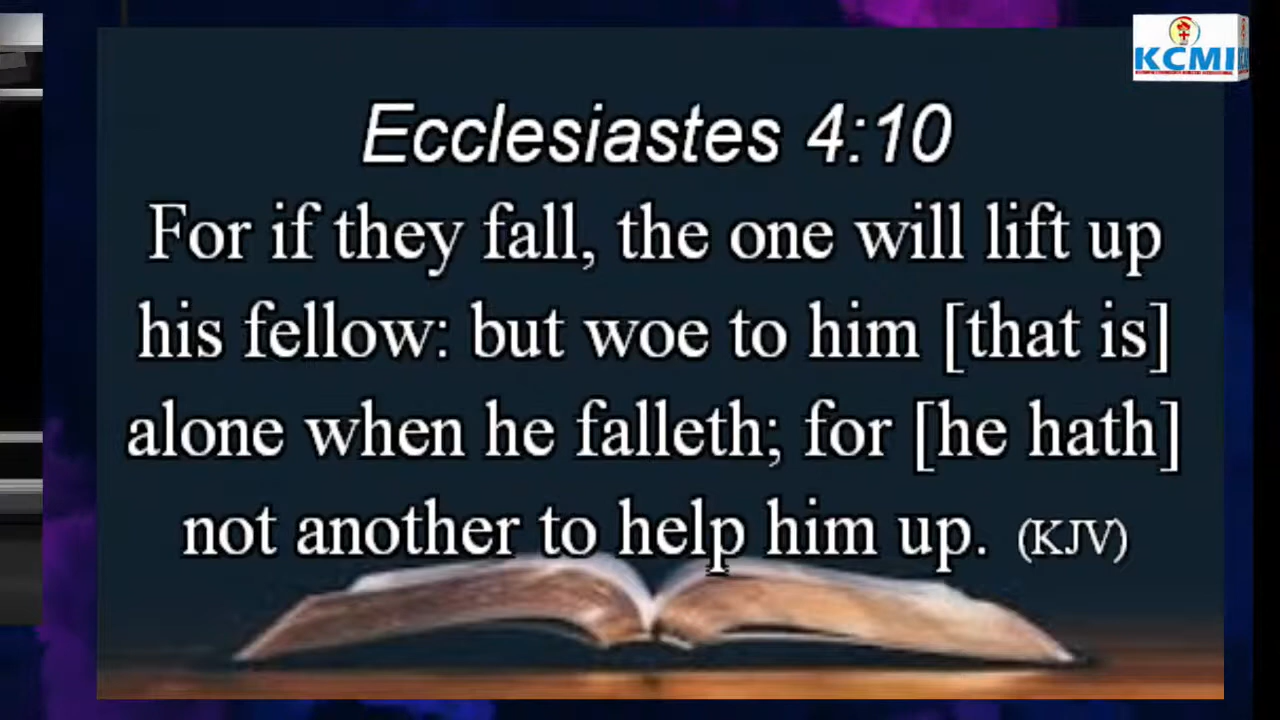 KCMI
Ecclesiastes 4:10
For if they fall, the one will lift up
his fellow: but woe to him [that is]
alone when he falleth; for [he hath]
not another to help him up. (KJV)